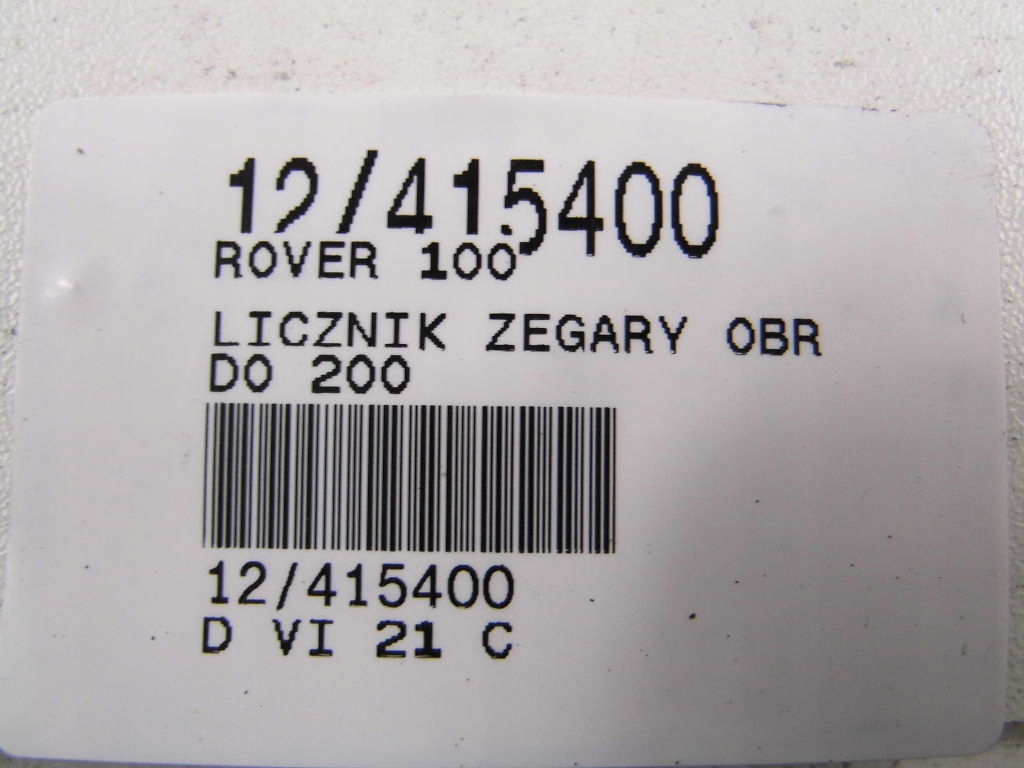 12/415400
ROVER 100
LICZNIK ZEGARY OBR
DO 200
12/415400
D VI 21 C